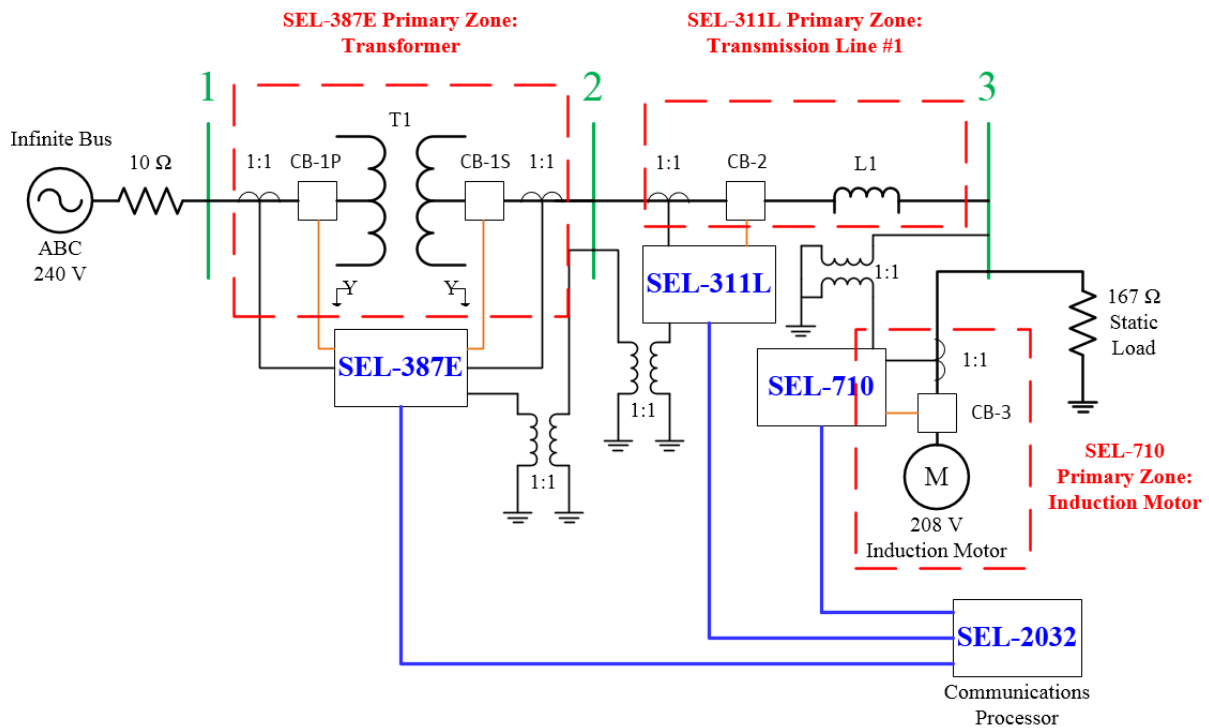 SEL-387E Primary Zone:
Transformer
SEL-311L Primary Zone:
Transmission Line #1
1
2
3
Infinite Bus
10 Ω
1:1
CB-1P
T1
CB-1S
1:1
1:1
CB-2
L1
ABC
240 V
Y
Y
SEL-387E
1:1
1:1
SEL-311L
1:1
SEL-710
1:1
CB-3
M
208 V
Induction Motor
167 Ω
Static
Load
SEL-710
Primary Zone:
Induction Motor
SEL-2032
Communications
Processor